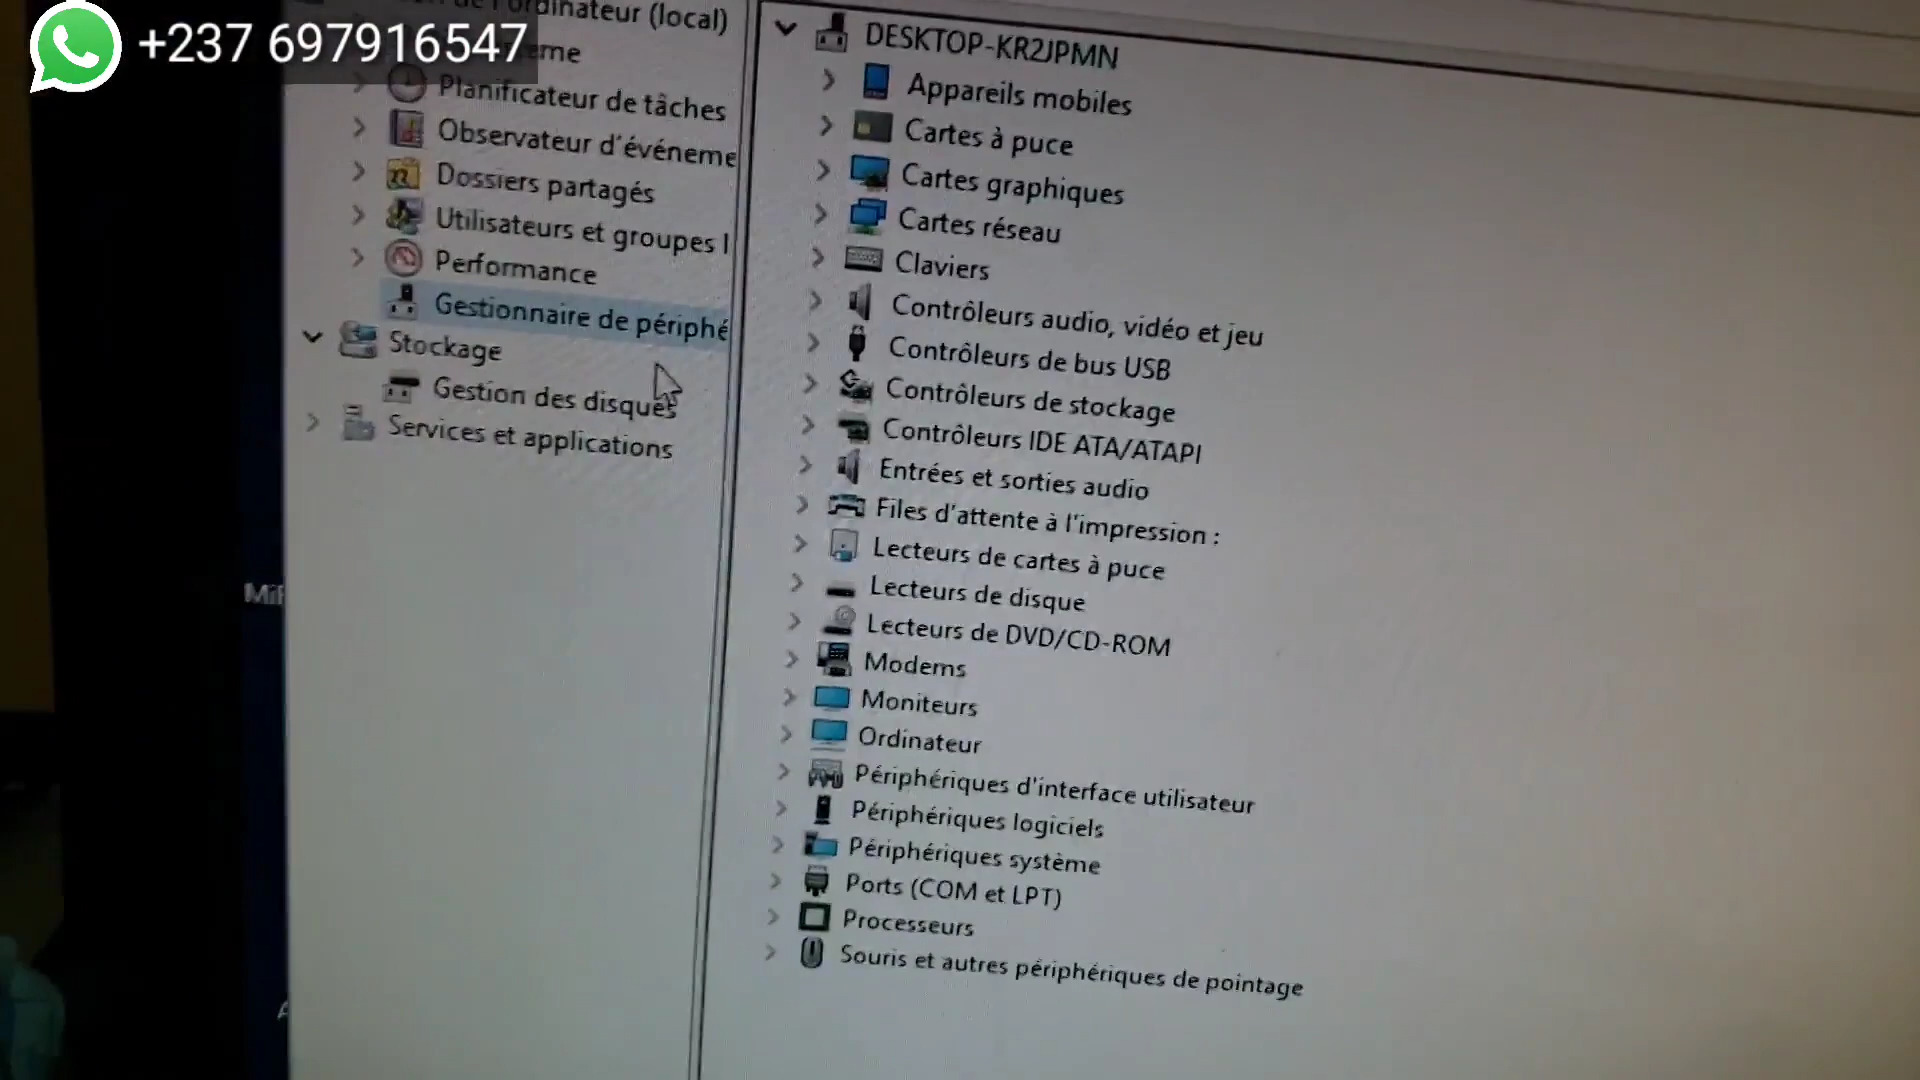 ordinateur (local)
+237 697916547
Planificateur de tâches
Observateur d'événeme
Dossiers partagés
Utilisateurs et groupes l
Performance
Gestionnaire de périphé
Stockage
Gestion des disques
Services et applications
DESKTOP-KR2JPMN
Appareils mobiles
Cartes à puce
Cartes graphiques
Cartes réseau
Claviers
Contrôleurs audio, vidéo et jeu
Contrôleurs de bus USB
Contrôleurs de stockage
Contrôleurs IDE ATA/ATAPI
Entrées et sorties audio
Files d'attente à l'impression :
Lecteurs de cartes à puce
Lecteurs de disque
Lecteurs de DVD/CD-ROM
Modems
Moniteurs
Ordinateur
Périphériques d'interface utilisateur
Périphériques logiciels
Périphériques système
Ports (COM et LPT)
Processeurs
Souris et autres périphériques de pointage